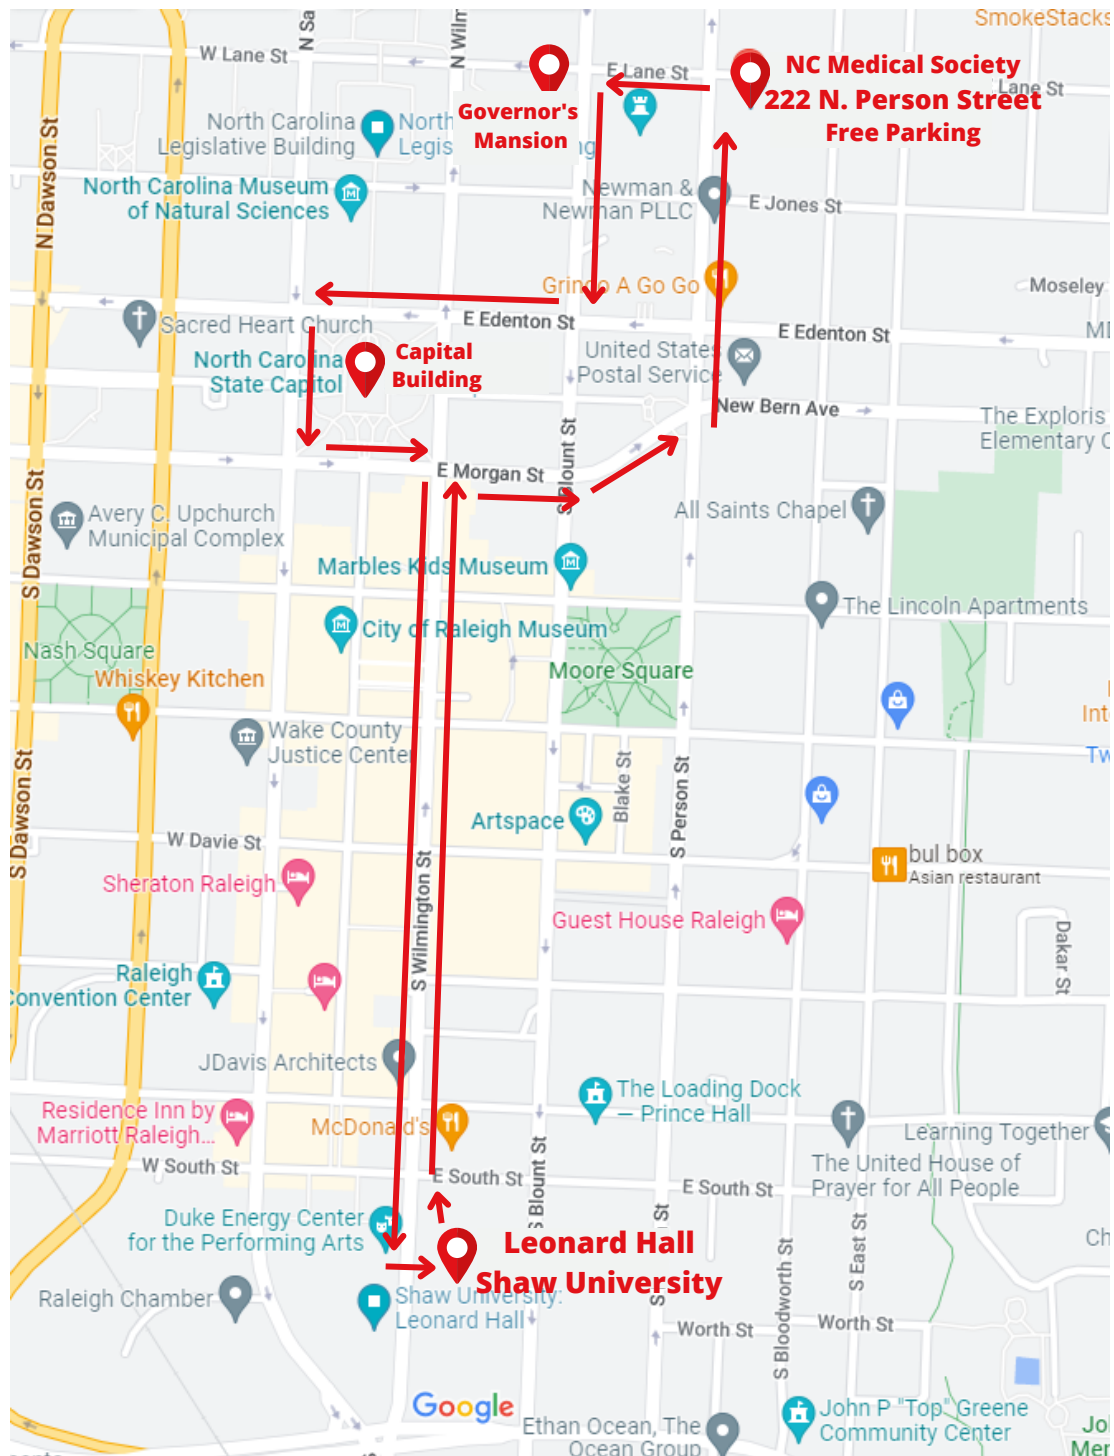 SmokeStacks
W Lane St
N Sa
N Wilm
E Lane St
NC Medical Society
Lane St
222 N. Person Street
Free Parking
Governor's
Mansion
North Carolina
Legislative Building
North
Legis
ng
N Dawson St
North Carolina Museum
of Natural Sciences
Newman &
Newman PLLC
E Jones St
Gringo A Go Go
Moseley
Sacred Heart Church
E Edenton St
E Edenton St
North Carolina
State Capitol
Capital
Building
United States
Postal Service
New Bern Ave
The Exploris
Elementary C
S Blount St
E Morgan St
S Dawson St
Avery C. Upchurch
Municipal Complex
All Saints Chapel
Marbles Kids Museum
The Lincoln Apartments
City of Raleigh Museum
Nash Square
Moore Square
Whiskey Kitchen
Wake County
Justice Center
Int
Tw
S Dawson St
Blake St
S Person St
Artspace
W Davie St
bul box
Asian restaurant
Sheraton Raleigh
S Wilmington St
Guest House Raleigh
Dakar St
Raleigh
Convention Center
JDavis Architects
The Loading Dock
– Prince Hall
Residence Inn by
Marriott Raleigh...
McDonald's
Learning Together
W South St
E South St
S Blount St
E South St
The United House of
Prayer for All People
Duke Energy Center
for the Performing Arts
S East St
Ch
Leonard Hall
Shaw University
Raleigh Chamber
Shaw University:
Leonard Hall
S Bloodworth St
Worth St
Worth St
Google
Ethan Ocean, The
Ocean Group
John P "Top" Greene
Community Center
Jo
Mer